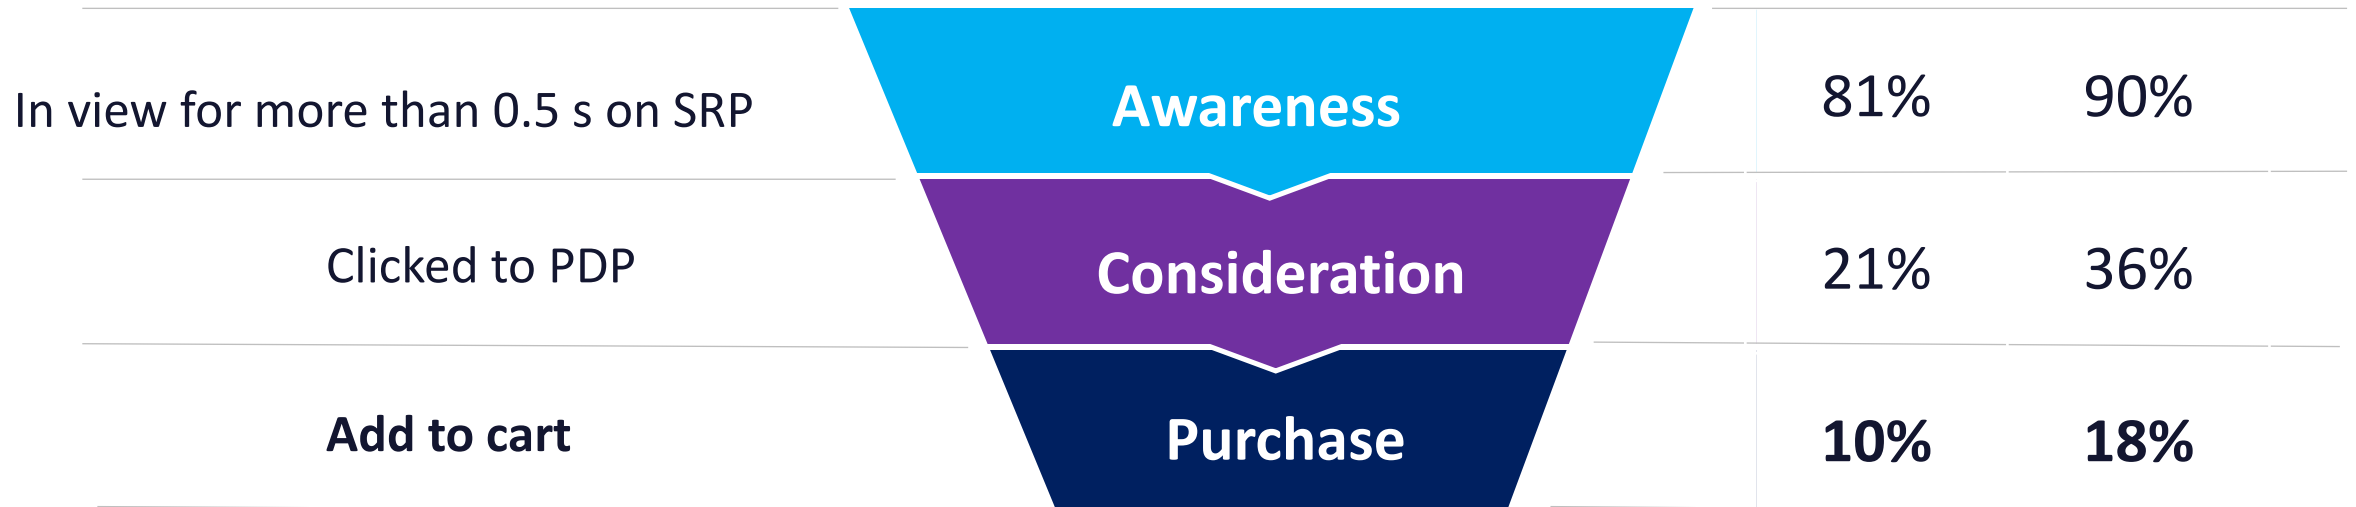 In view for more than 0.5 s on SRP Awareness 81% 90%
Clicked to PDP Consideration 21% 36%
Add to cart Purchase 10% 18%